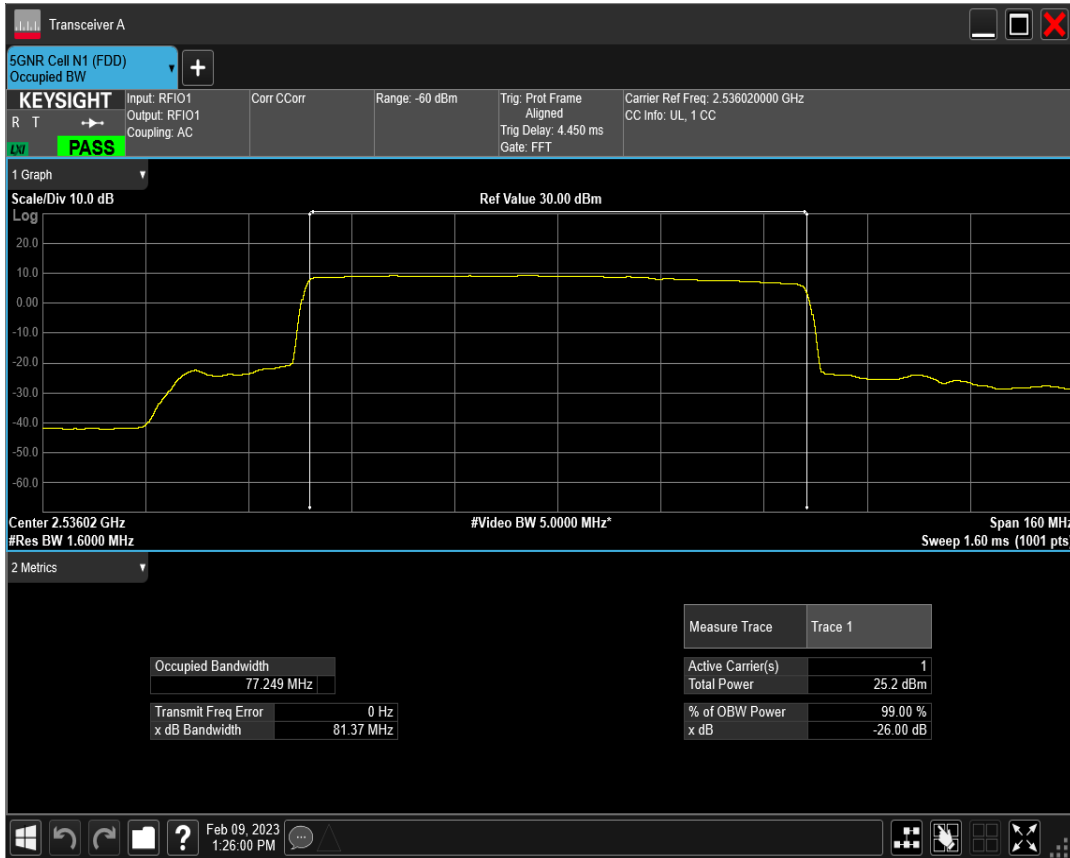 Transceiver A
5GNR Cell N1 (FDD)
Occupied BW
+
KEYSIGHT
R T
LXI
PASS
Input: RFIO1
Output: RFIO1
Coupling: AC
Corr CCorr
Range: -60 dBm
Trig: Prot Frame
Aligned
Trig Delay: 4.450 ms
Gate: FFT
Carrier Ref Freq: 2.536020000 GHz
CC Info: UL, 1 CC
1 Graph
Scale/Div 10.0 dB
Ref Value 30.00 dBm
Log
20.0
10.0
0.00
-10.0
-20.0
-30.0
-40.0
-50.0
-60.0
Center 2.53602 GHz
#Video BW 5.0000 MHz*
Span 160 MHz
#Res BW 1.6000 MHz
Sweep 1.60 ms (1001 pts)
2 Metrics
Measure Trace Trace 1
Occupied Bandwidth
77.249 MHz
Active Carrier(s) 1
Total Power 25.2 dBm
Transmit Freq Error 0 Hz
x dB Bandwidth 81.37 MHz
% of OBW Power 99.00 %
x dB -26.00 dB
?
Feb 09, 2023
1:26:00 PM